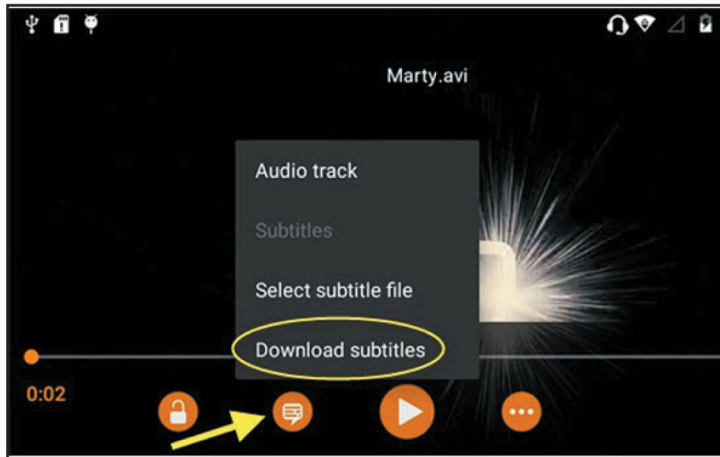 Marty.avi
Audio track
Subtitles
Select subtitle file
Download subtitles
0:02